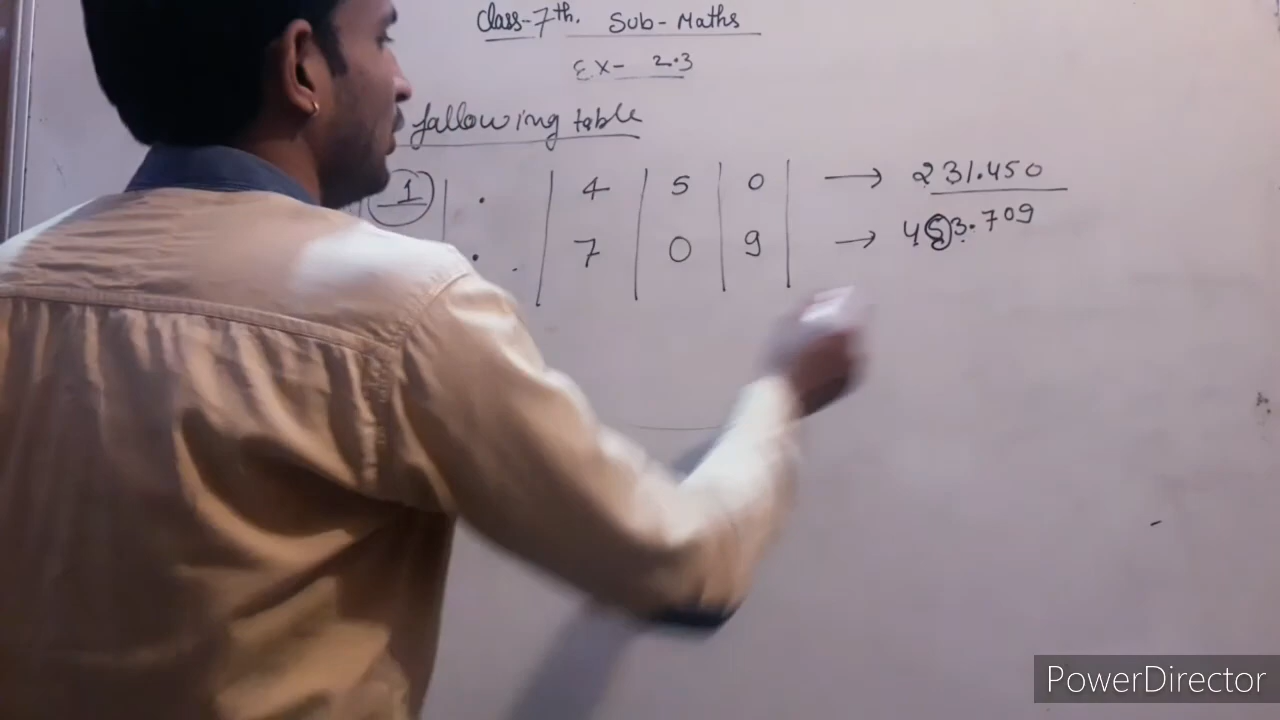 Class-7th. Sub-Maths
Ex- 2.3
fallowing table
1 . 4 5 0 → 231.450
. 7 0 9 → 453.709
PowerDirector